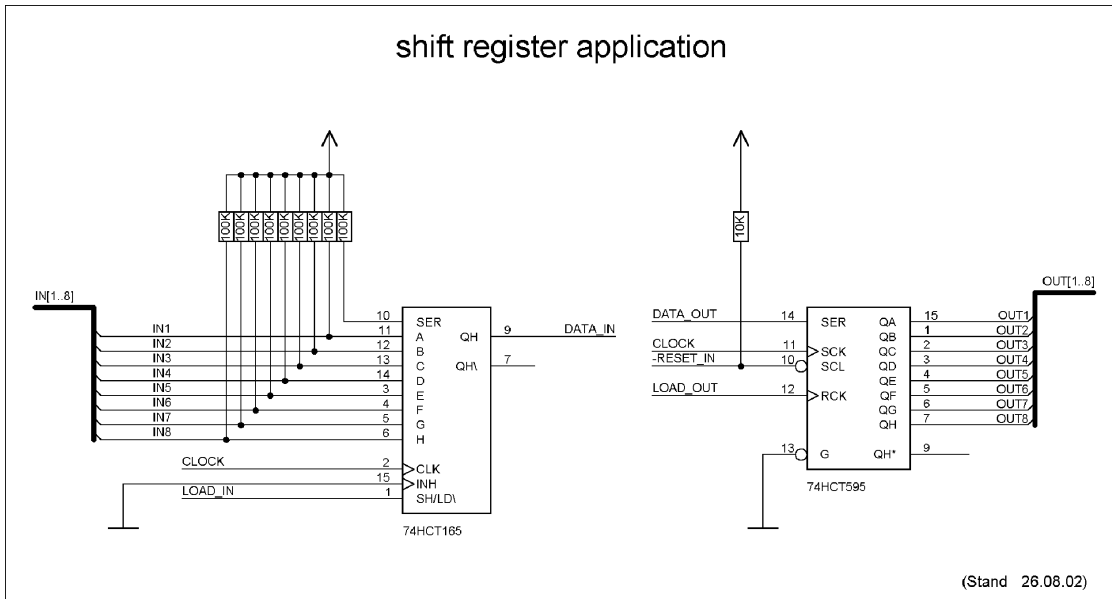 shift register application
100K 100K 100K 100K 100K 100K 100K 100K 100K
10K
IN[1..8]
OUT[1..8]
IN1 11 A
IN2 12 B
IN3 13 C
IN4 14 D
IN5 3 E
IN6 4 F
IN7 5 G
IN8 6 H
10 SER
QH 9 DATA_IN
QH\ 7
CLOCK 2 CLK
15 INH
LOAD_IN 1 SH/LD\
74HCT165
DATA_OUT 14 SER
CLOCK 11 SCK
-RESET_IN 10 SCL
LOAD_OUT 12 RCK
13 G
QA 15 OUT1
QB 1 OUT2
QC 2 OUT3
QD 3 OUT4
QE 4 OUT5
QF 5 OUT6
QG 6 OUT7
QH 7 OUT8
QH* 9
74HCT595
(Stand 26.08.02)